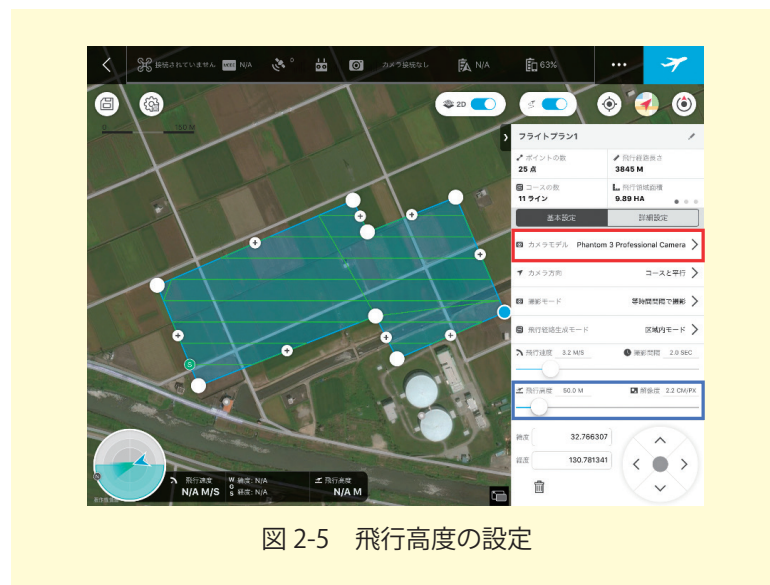 接続されていません N/A
0
カメラ接続なし
N/A
63%
•••
2D
0 150 M
フライトプラン1
ポイントの数
25 点
飛行経路長さ
3845 M
コースの数
11 ライン
飛行領域面積
9.89 HA
基本設定
詳細設定
カメラモデル Phantom 3 Professional Camera
カメラ方向 コースと平行
撮影モード 等時間間隔で撮影
飛行経路生成モード 区域内モード
飛行速度 3.2 M/S 撮影間隔 2.0 SEC
飛行高度 50.0 M 解像度 2.2 CM/PX
緯度 32.766307
経度 130.781341
S
飛行速度
N/A M/S
W G S
緯度: N/A
経度: N/A
飛行高度
N/A M
図 2-5 飛行高度の設定